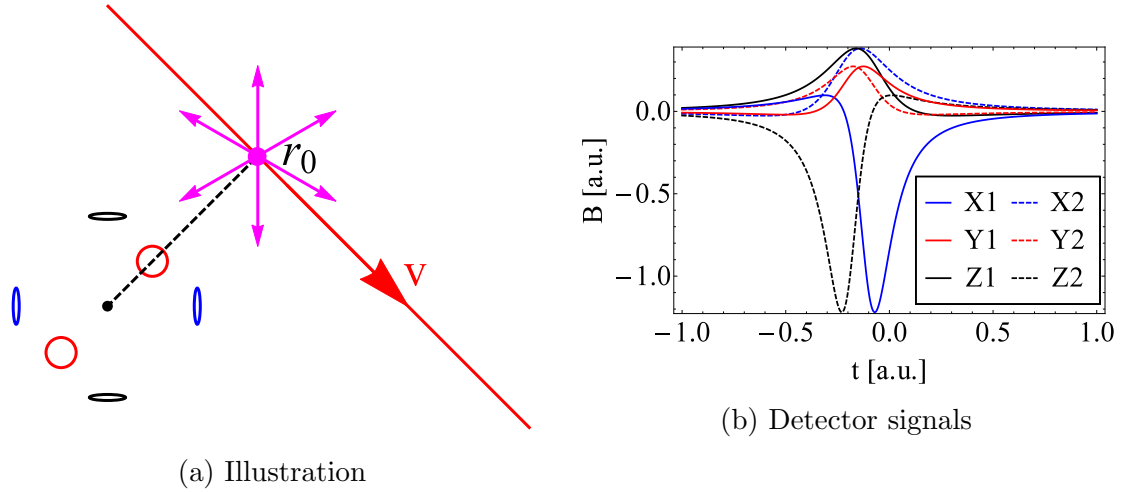 r₀
v
(a) Illustration
B [a.u.]
0.0
−0.5
−1.0
X1 X2
Y1 Y2
Z1 Z2
−1.0 −0.5 0.0 0.5 1.0
t [a.u.]
(b) Detector signals